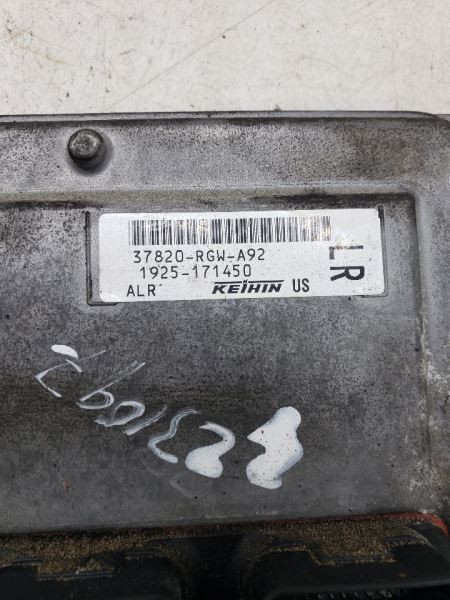 37820-RGW-A92
1925-171450
ALR KEIHIN US
LR